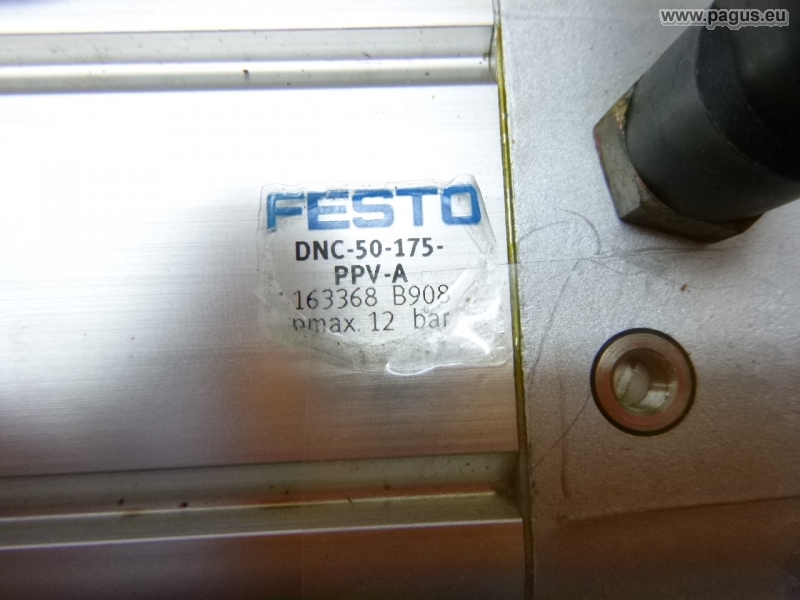 www.pagus.eu
FESTO
DNC-50-175-
PPV-A
163368 B908
pmax. 12 bar